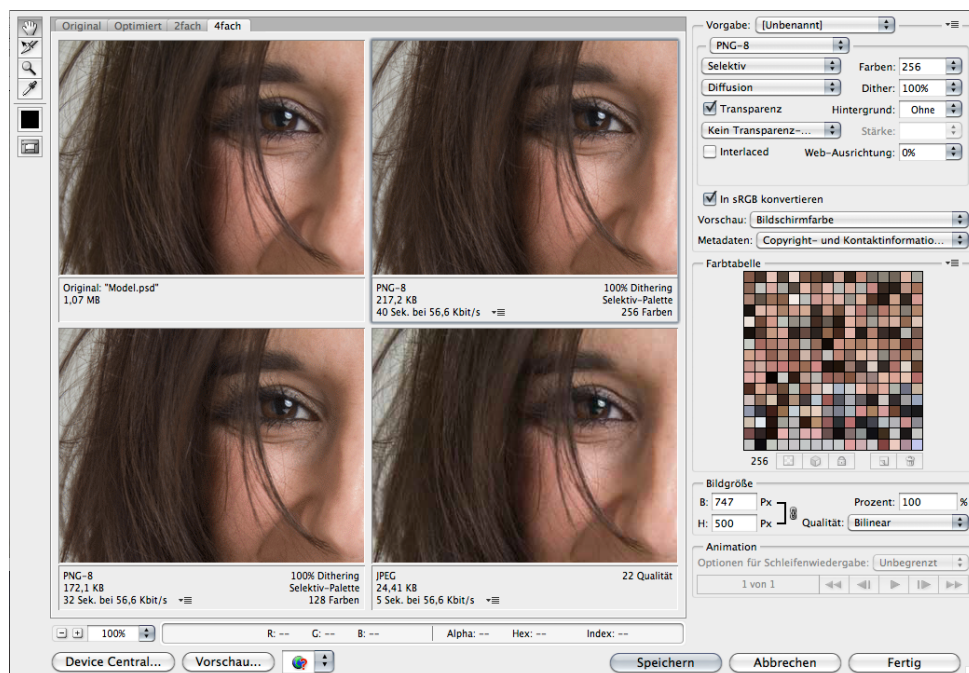 Original Optimiert 2fach 4fach
Original: "Model.psd"
1,07 MB
PNG-8 100% Dithering
217,2 KB Selektiv-Palette
40 Sek. bei 56,6 Kbit/s 256 Farben
PNG-8 100% Dithering
172,1 KB Selektiv-Palette
32 Sek. bei 56,6 Kbit/s 128 Farben
JPEG 22 Qualität
24,41 KB
5 Sek. bei 56,6 Kbit/s
100% R: -- G: -- B: -- Alpha: -- Hex: -- Index: --
Device Central... Vorschau... Speichern Abbrechen Fertig
Vorgabe: [Unbenannt]
PNG-8
Selektiv Farben: 256
Diffusion Dither: 100%
Transparenz Hintergrund: Ohne
Kein Transparenz-... Stärke:
Interlaced Web-Ausrichtung: 0%
In sRGB konvertieren
Vorschau: Bildschirmfarbe
Metadaten: Copyright- und Kontaktinformatio...
Farbtabelle
256
Bildgröße
B: 747 Px Prozent: 100 %
H: 500 Px Qualität: Bilinear
Animation
Optionen für Schleifenwiedergabe: Unbegrenzt
1 von 1